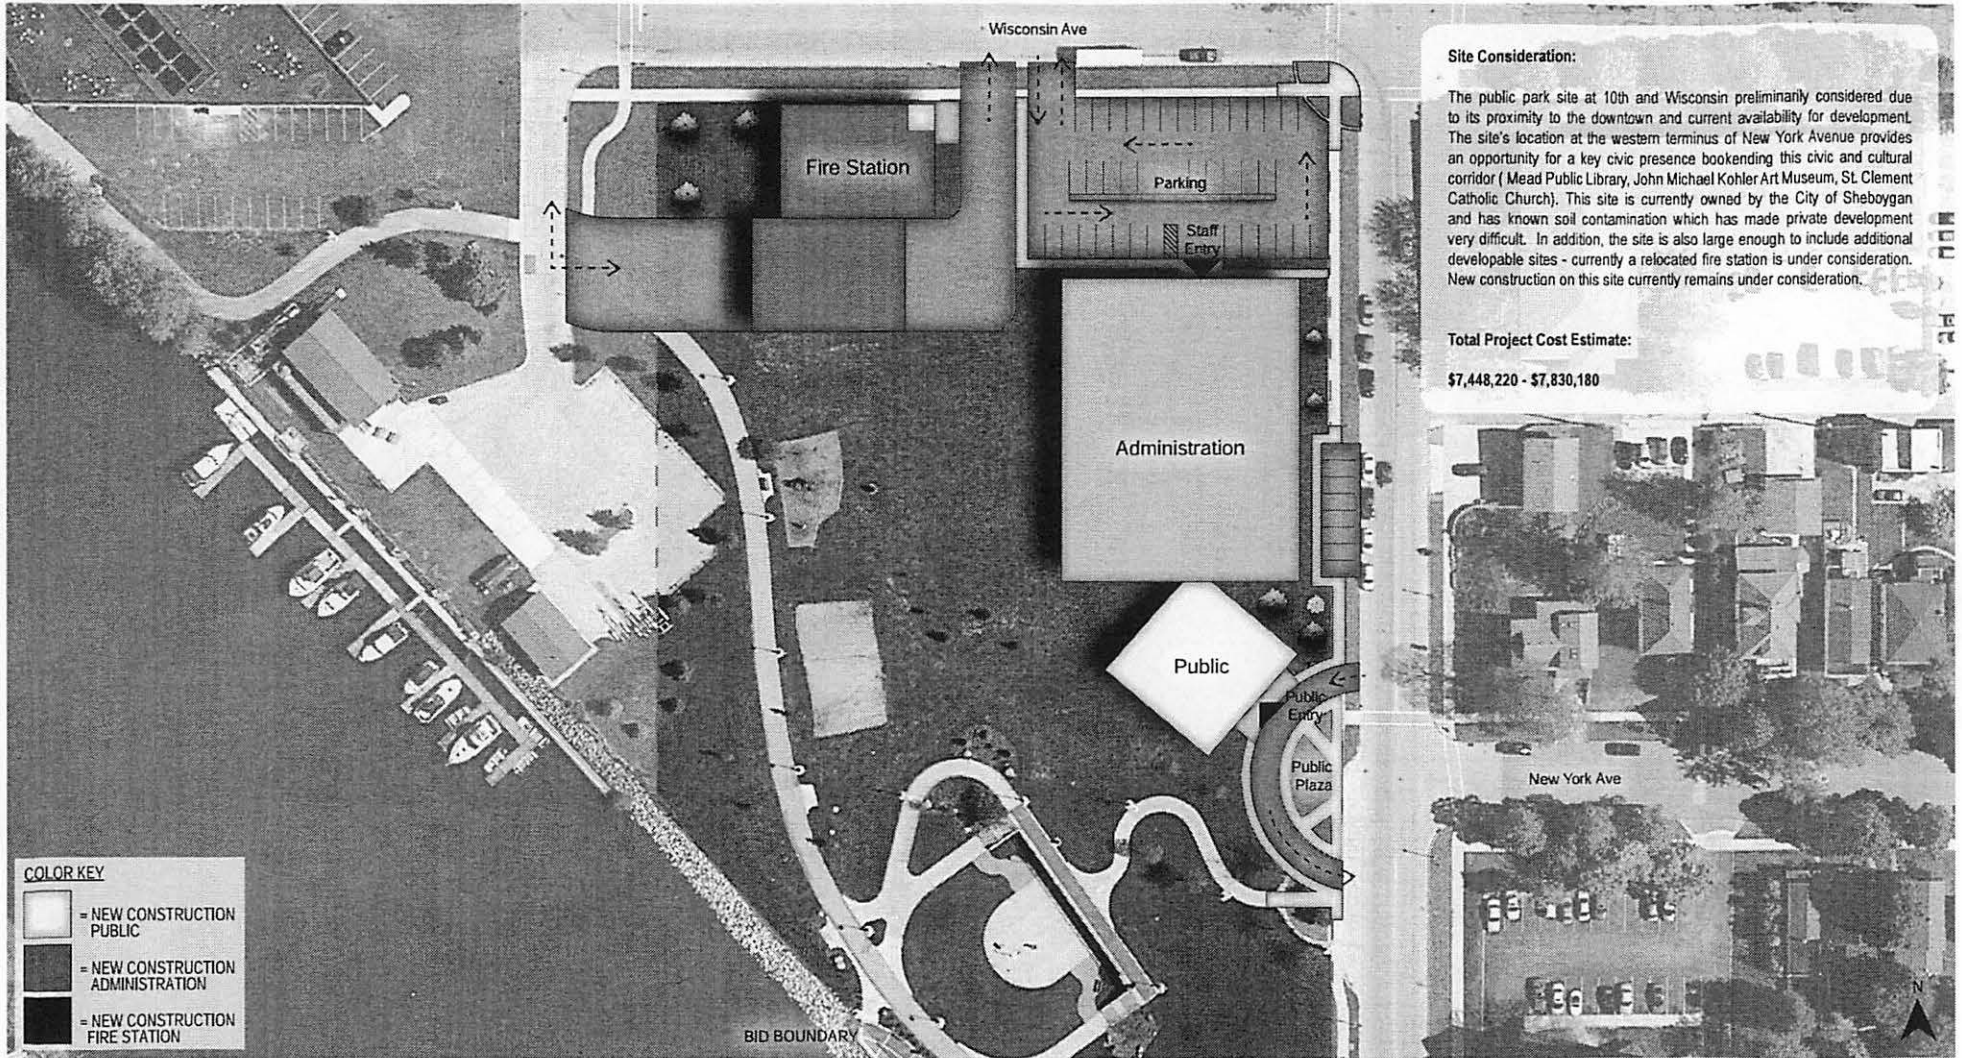 Wisconsin Ave
Site Consideration:
The public park site at 10th and Wisconsin preliminarily considered due
to its proximity to the downtown and current availability for development.
The site's location at the western terminus of New York Avenue provides
an opportunity for a key civic presence bookending this civic and cultural
corridor ( Mead Public Library, John Michael Kohler Art Museum, St. Clement
Catholic Church). This site is currently owned by the City of Sheboygan
and has known soil contamination which has made private development
very difficult. In addition, the site is also large enough to include additional
developable sites - currently a relocated fire station is under consideration.
New construction on this site currently remains under consideration.
Total Project Cost Estimate:
$7,448,220 - $7,830,180
Fire Station
Parking
Staff
Entry
Administration
Public
Public
Entry
Public
Plaza
New York Ave
COLOR KEY
= NEW CONSTRUCTION
PUBLIC
= NEW CONSTRUCTION
ADMINISTRATION
= NEW CONSTRUCTION
FIRE STATION
BID BOUNDARY
N